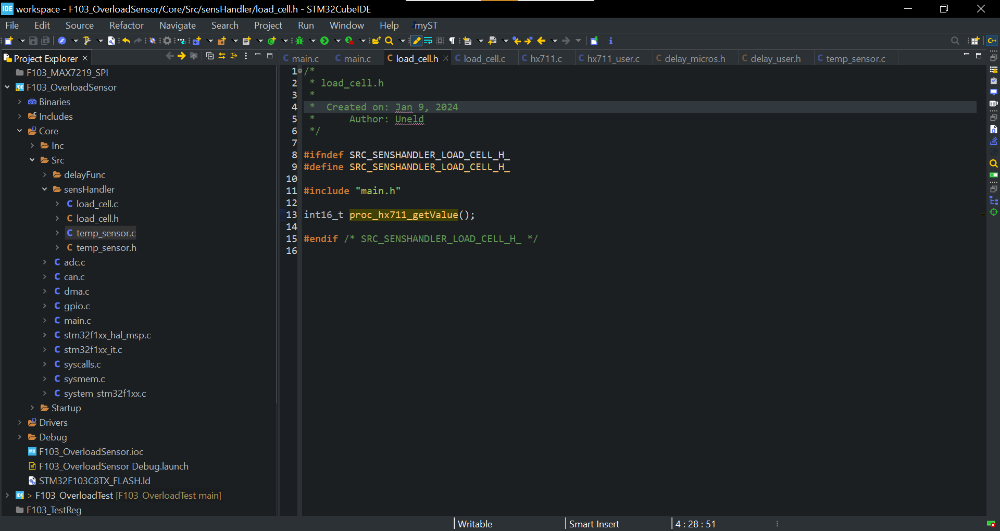 IDE workspace - F103_OverloadSensor/Core/Src/sensHandler/load_cell.h - STM32CubeIDE
File Edit Source Refactor Navigate Search Project Run Window Help myST
Project Explorer
main.c main.c load_cell.h load_cell.c hx711.c hx711_user.c delay_micros.h delay_user.h temp_sensor.c
F103_MAX7219_SPI
F103_OverloadSensor
Binaries
Includes
Core
Inc
Src
delayFunc
sensHandler
load_cell.c
load_cell.h
temp_sensor.c
temp_sensor.h
adc.c
can.c
dma.c
gpio.c
main.c
stm32f1xx_hal_msp.c
stm32f1xx_it.c
syscalls.c
sysmem.c
system_stm32f1xx.c
Startup
Drivers
Debug
F103_OverloadSensor.ioc
F103_OverloadSensor Debug.launch
STM32F103C8TX_FLASH.ld
> F103_OverloadTest [F103_OverloadTest main]
F103_TestReg
1 /*
2 * load_cell.h
3 *
4 * Created on: Jan 9, 2024
5 * Author: Uneld
6 */
7
8 #ifndef SRC_SENSHANDLER_LOAD_CELL_H_
9 #define SRC_SENSHANDLER_LOAD_CELL_H_
10
11 #include "main.h"
12
13 int16_t proc_hx711_getValue();
14
15 #endif /* SRC_SENSHANDLER_LOAD_CELL_H_ */
16
Writable Smart Insert 4 : 28 : 51